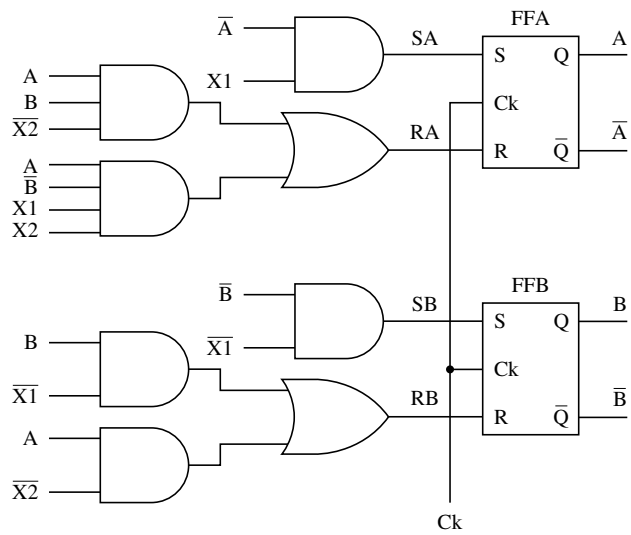 FFA
A̅
SA
A
S
Q
A
X1
B
Ck
X̅2̅
RA
A̅
A
R
Q̅
B̅
X1
X2
FFB
B̅
SB
B
S
Q
B
X̅1̅
Ck
X̅1̅
RB
B̅
A
R
Q̅
X̅2̅
Ck